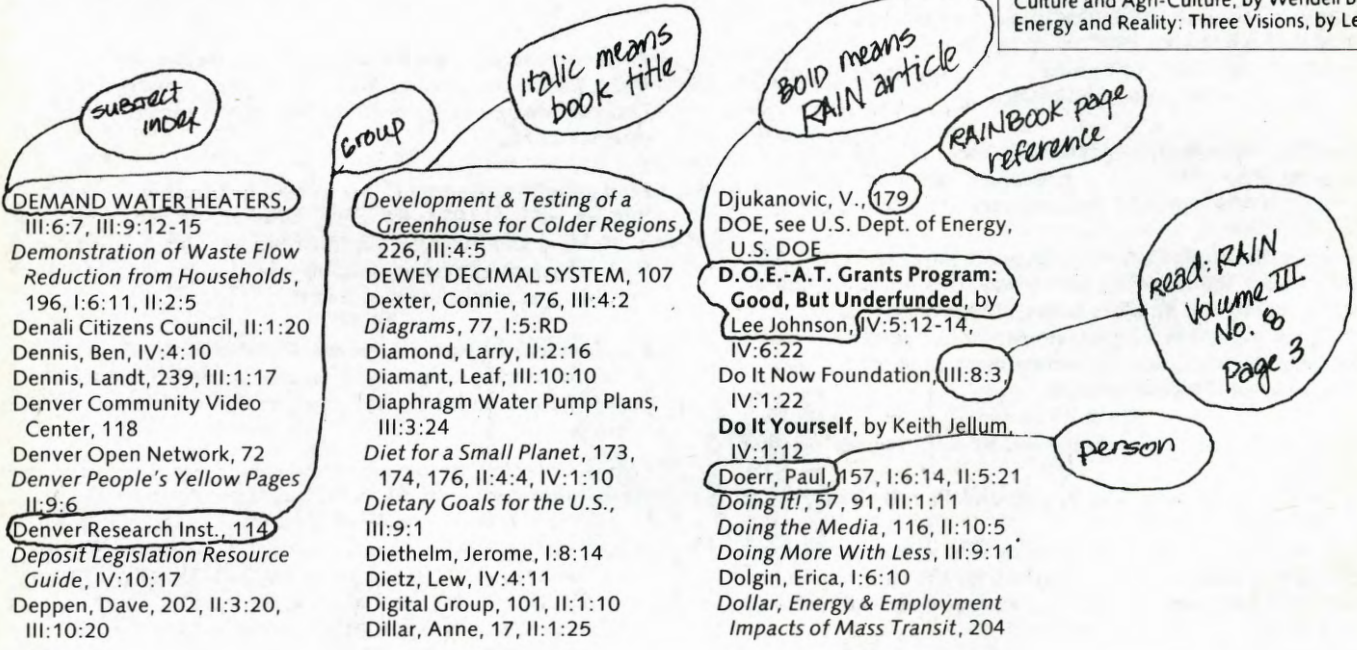 Culture and Agri-Culture, by Wendell B
Energy and Reality: Three Visions, by Le
subject
index
group
Italic means
book title
BOLD means
RAIN article
RAINBOOK page
reference
Read: RAIN
Volume III
No. 8
page 3
person
DEMAND WATER HEATERS,
III:6:7, III:9:12-15
Demonstration of Waste Flow
Reduction from Households,
196, I:6:11, II:2:5
Denali Citizens Council, II:1:20
Dennis, Ben, IV:4:10
Dennis, Landt, 239, III:1:17
Denver Community Video
Center, 118
Denver Open Network, 72
Denver People's Yellow Pages
II:9:6
Denver Research Inst., 114
Deposit Legislation Resource
Guide, IV:10:17
Deppen, Dave, 202, II:3:20,
III:10:20
Development & Testing of a
Greenhouse for Colder Regions,
226, III:4:5
DEWEY DECIMAL SYSTEM, 107
Dexter, Connie, 176, III:4:2
Diagrams, 77, I:5:RD
Diamond, Larry, II:2:16
Diamant, Leaf, III:10:10
Diaphragm Water Pump Plans,
III:3:24
Diet for a Small Planet, 173,
174, 176, II:4:4, IV:1:10
Dietary Goals for the U.S.,
III:9:1
Diethelm, Jerome, I:8:14
Dietz, Lew, IV:4:11
Digital Group, 101, II:1:10
Dillar, Anne, 17, II:1:25
Djukanovic, V., 179
DOE, see U.S. Dept. of Energy,
U.S. DOE
D.O.E.-A.T. Grants Program:
Good, But Underfunded, by
Lee Johnson, IV:5:12-14,
IV:6:22
Do It Now Foundation, III:8:3,
IV:1:22
Do It Yourself, by Keith Jellum.
IV:1:12
Doerr, Paul, 157, I:6:14, II:5:21
Doing It!, 57, 91, III:1:11
Doing the Media, 116, II:10:5
Doing More With Less, III:9:11
Dolgin, Erica, I:6:10
Dollar, Energy & Employment
Impacts of Mass Transit, 204